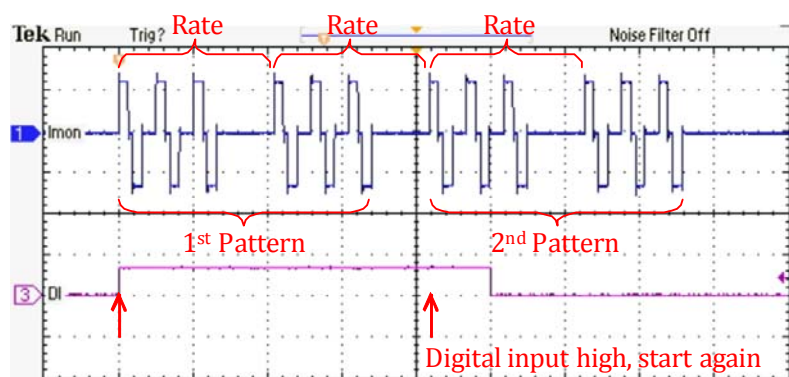 Tek Run Trig? Noise Filter Off
Rate Rate Rate
1 Imon
1st Pattern 2nd Pattern
3 DI
Digital input high, start again